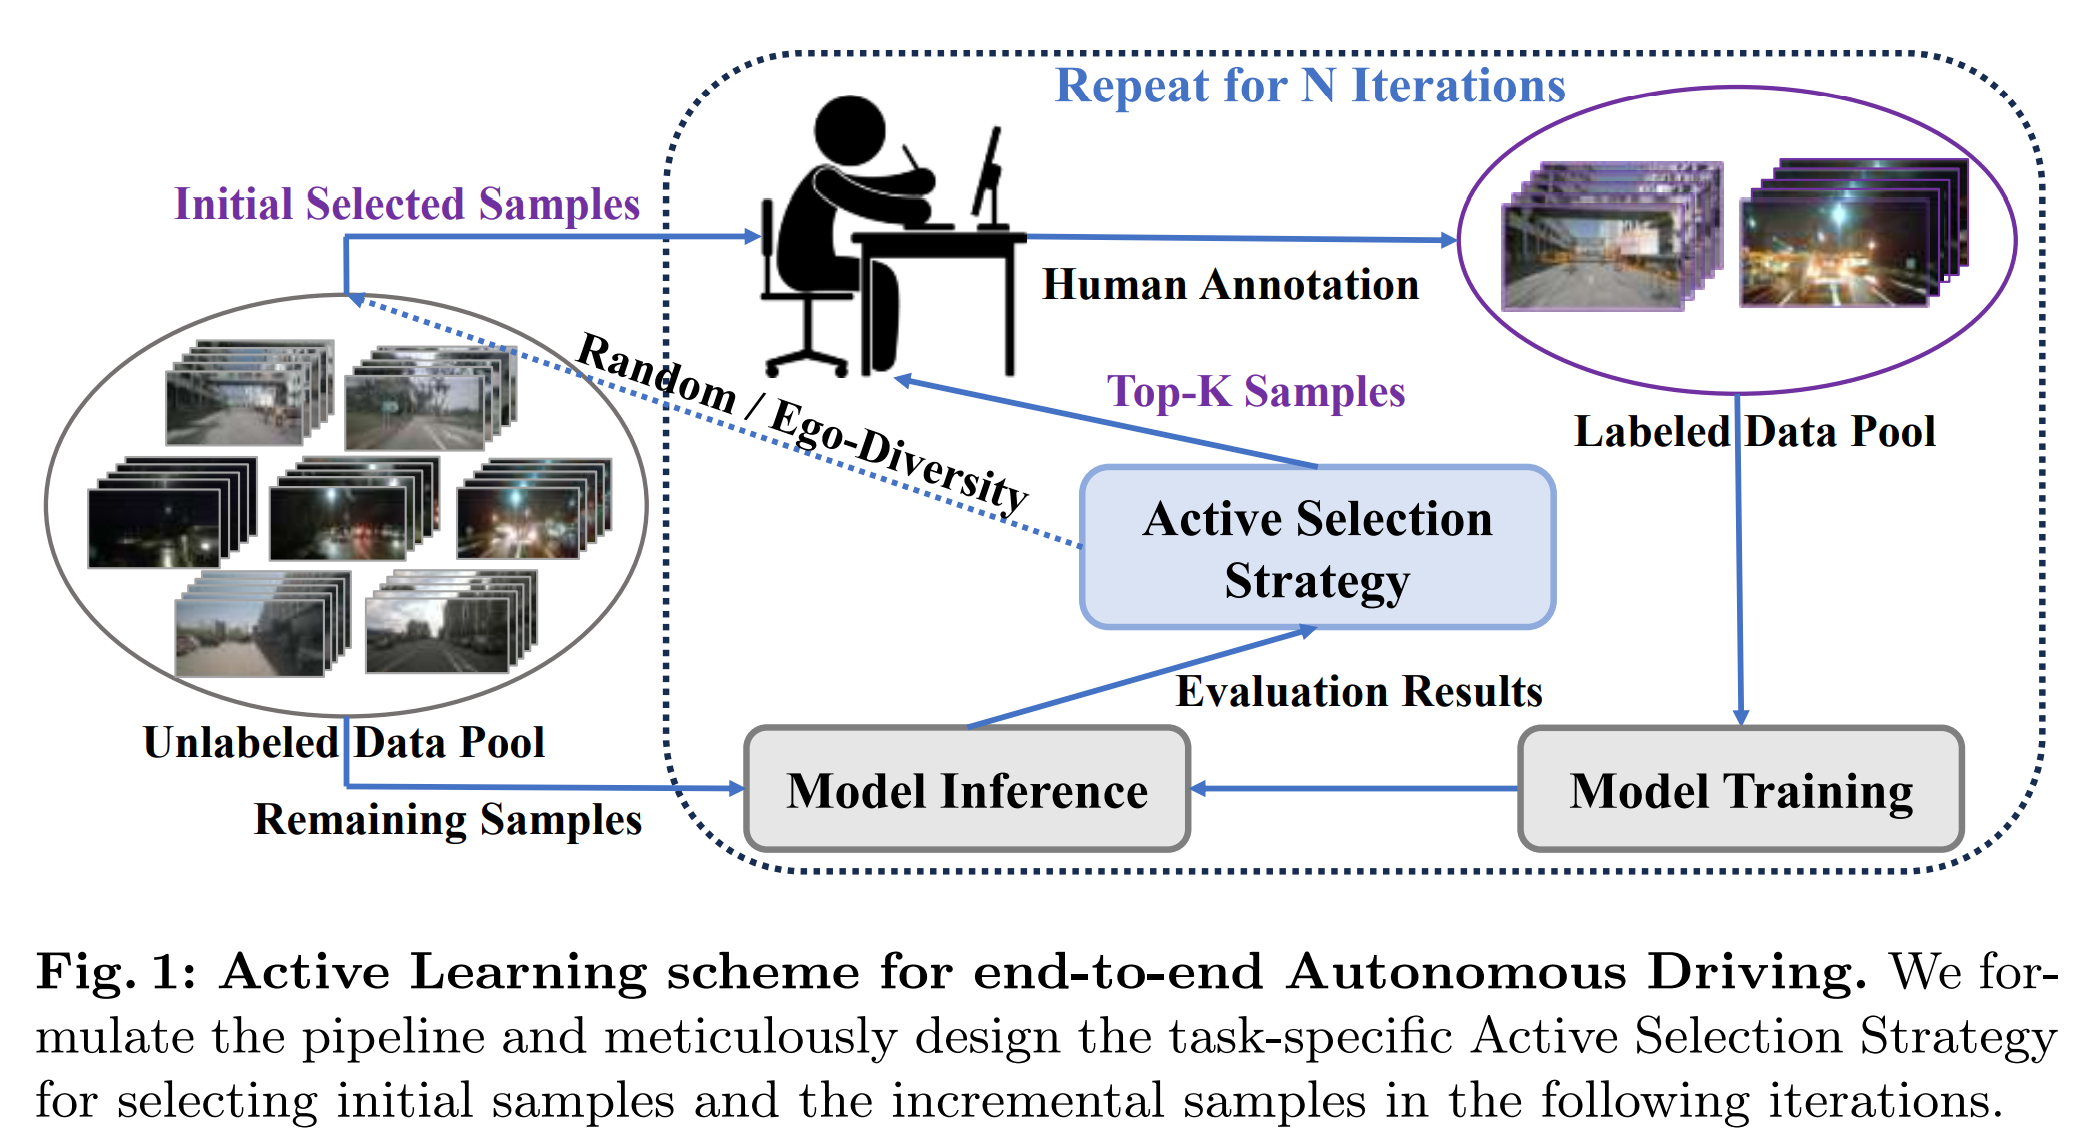 Repeat for N Iterations
Initial Selected Samples
Human Annotation
Random / Ego-Diversity
Top-K Samples
Labeled Data Pool
Active Selection
Strategy
Evaluation Results
Unlabeled Data Pool
Model Inference
Model Training
Remaining Samples
Fig. 1: Active Learning scheme for end-to-end Autonomous Driving. We for-
mulate the pipeline and meticulously design the task-specific Active Selection Strategy
for selecting initial samples and the incremental samples in the following iterations.